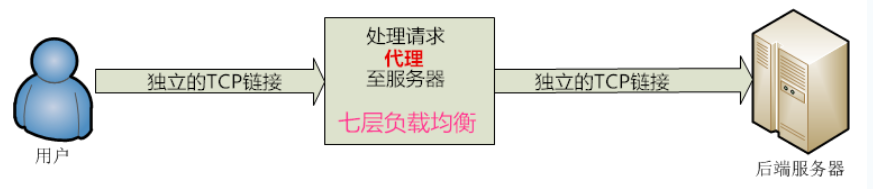 处理请求
代理
至服务器
七层负载均衡
独立的TCP链接
独立的TCP链接
用户
后端服务器